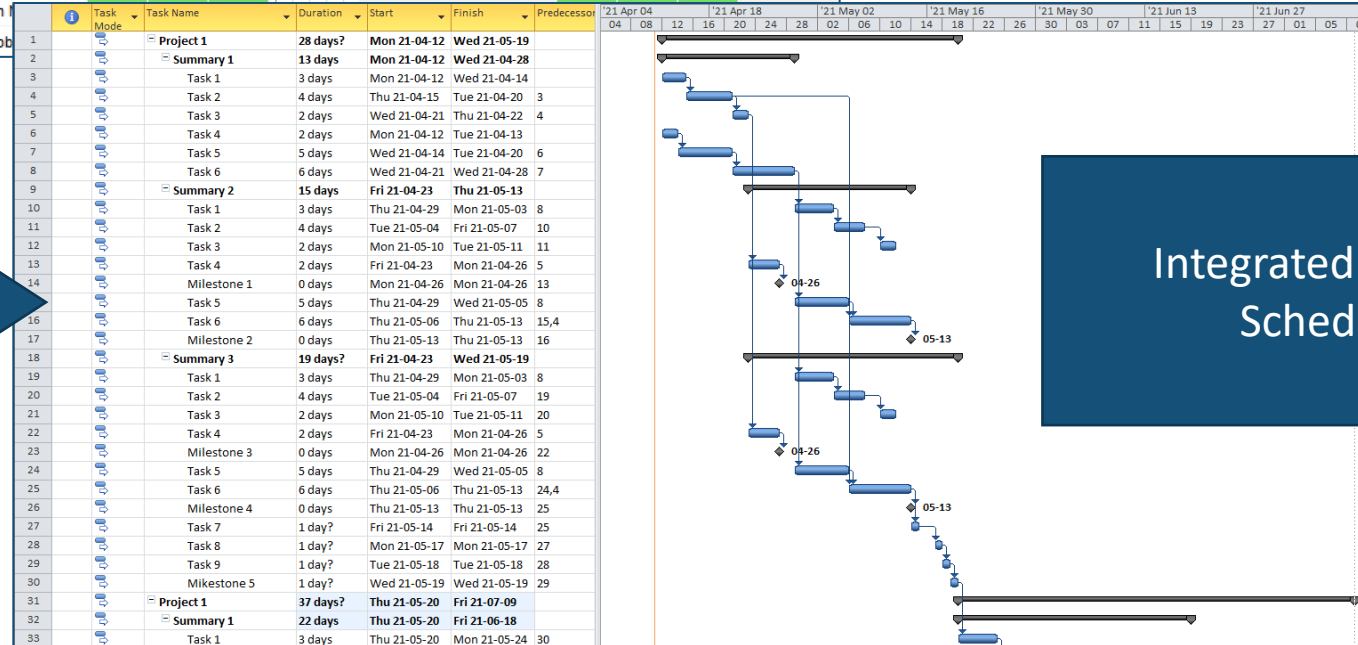 Task Mode Task Name Duration Start Finish Predecessor '21 Apr 04 '21 Apr 18 '21 May 02 '21 May 16 '21 May 30 '21 Jun 13 '21 Jun 27
04 08 12 16 20 24 28 02 06 10 14 18 22 26 30 03 07 11 15 19 23 27 01 05
1 Project 1 28 days? Mon 21-04-12 Wed 21-05-19
2 Summary 1 13 days Mon 21-04-12 Wed 21-04-28
3 Task 1 3 days Mon 21-04-12 Wed 21-04-14
4 Task 2 4 days Thu 21-04-15 Tue 21-04-20 3
5 Task 3 2 days Wed 21-04-21 Thu 21-04-22 4
6 Task 4 2 days Mon 21-04-12 Tue 21-04-13
7 Task 5 5 days Wed 21-04-14 Tue 21-04-20 6
8 Task 6 6 days Wed 21-04-21 Wed 21-04-28 7
9 Summary 2 15 days Fri 21-04-23 Thu 21-05-13
10 Task 1 3 days Thu 21-04-29 Mon 21-05-03 8
11 Task 2 4 days Tue 21-05-04 Fri 21-05-07 10
12 Task 3 2 days Mon 21-05-10 Tue 21-05-11 11
13 Task 4 2 days Fri 21-04-23 Mon 21-04-26 5
14 Milestone 1 0 days Mon 21-04-26 Mon 21-04-26 13 04-26
Task 5 5 days Thu 21-04-29 Wed 21-05-05 8
16 Task 6 6 days Thu 21-05-06 Thu 21-05-13 15,4
17 Milestone 2 0 days Thu 21-05-13 Thu 21-05-13 16 05-13
18 Summary 3 19 days? Fri 21-04-23 Wed 21-05-19
19 Task 1 3 days Thu 21-04-29 Mon 21-05-03 8
20 Task 2 4 days Tue 21-05-04 Fri 21-05-07 19
21 Task 3 2 days Mon 21-05-10 Tue 21-05-11 20
22 Task 4 2 days Fri 21-04-23 Mon 21-04-26 5
23 Milestone 3 0 days Mon 21-04-26 Mon 21-04-26 22 04-26
24 Task 5 5 days Thu 21-04-29 Wed 21-05-05 8
25 Task 6 6 days Thu 21-05-06 Thu 21-05-13 24,4
26 Milestone 4 0 days Thu 21-05-13 Thu 21-05-13 25 05-13
27 Task 7 1 day? Fri 21-05-14 Fri 21-05-14 25
28 Task 8 1 day? Mon 21-05-17 Mon 21-05-17 27
29 Task 9 1 day? Tue 21-05-18 Tue 21-05-18 28
30 Mikestone 5 1 day? Wed 21-05-19 Wed 21-05-19 29
31 Project 1 37 days? Thu 21-05-20 Fri 21-07-09
32 Summary 1 22 days Thu 21-05-20 Fri 21-06-18
33 Task 1 3 days Thu 21-05-20 Mon 21-05-24 30
Integrated
Sched